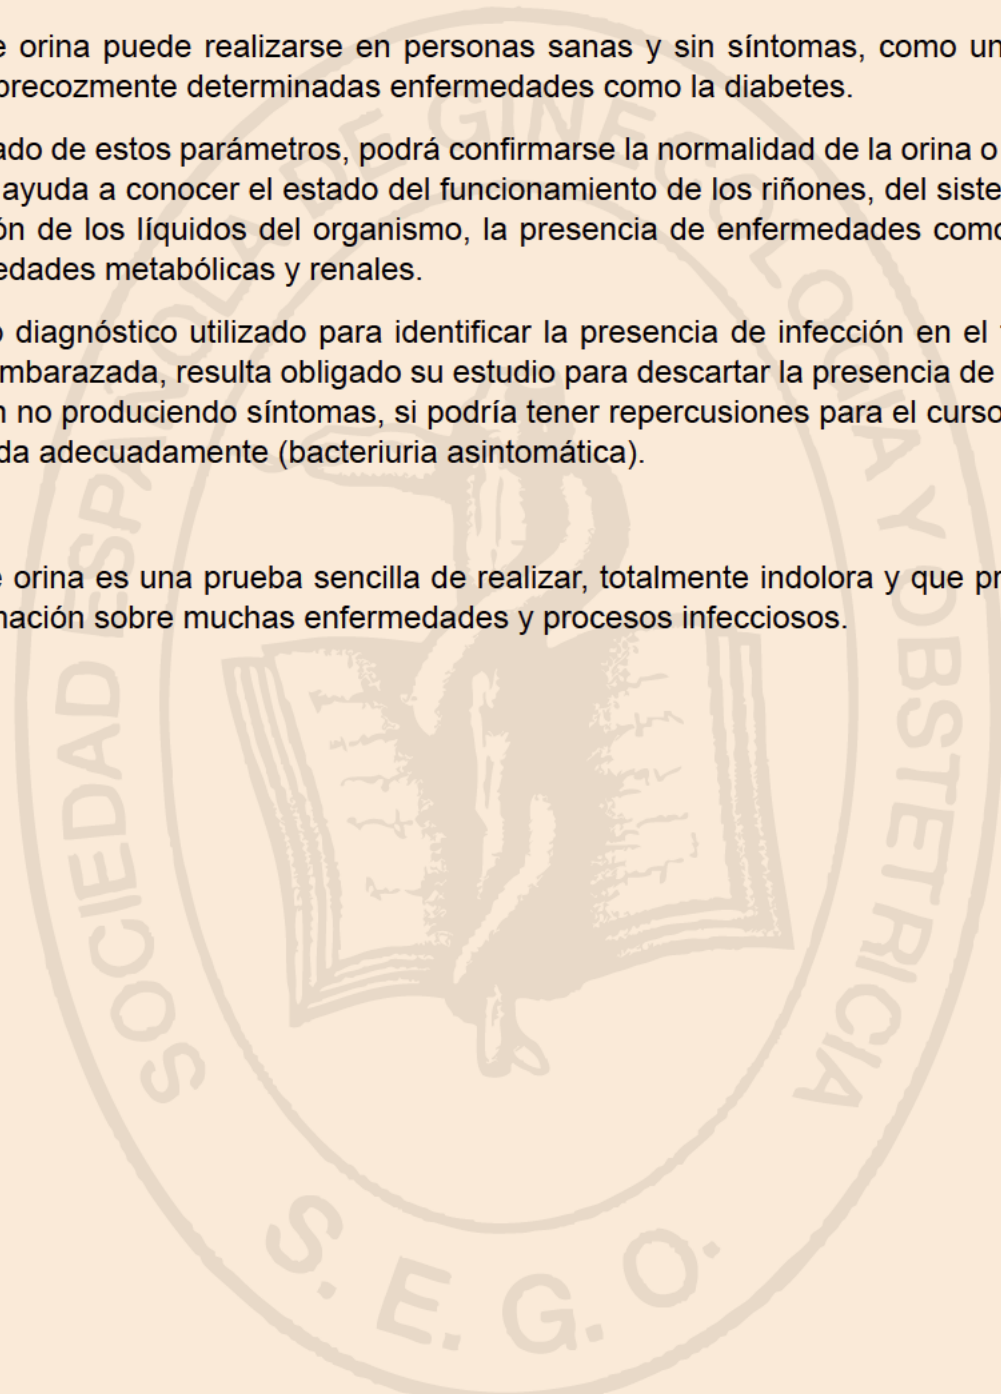 e orina puede realizarse en personas sanas y sin síntomas, como un
precozmente determinadas enfermedades como la diabetes.
ado de estos parámetros, podrá confirmarse la normalidad de la orina o
ayuda a conocer el estado del funcionamiento de los riñones, del siste
ón de los líquidos del organismo, la presencia de enfermedades como
edades metabólicas y renales.
o diagnóstico utilizado para identificar la presencia de infección en el
mbarazada, resulta obligado su estudio para descartar la presencia de
n no produciendo síntomas, si podría tener repercusiones para el curso
da adecuadamente (bacteriuria asintomática).
e orina es una prueba sencilla de realizar, totalmente indolora y que pr
mación sobre muchas enfermedades y procesos infecciosos.
SOCIEDAD ESPAÑOLA DE GINECOLOGIA Y OBSTETRICIA
S. E. G. O.